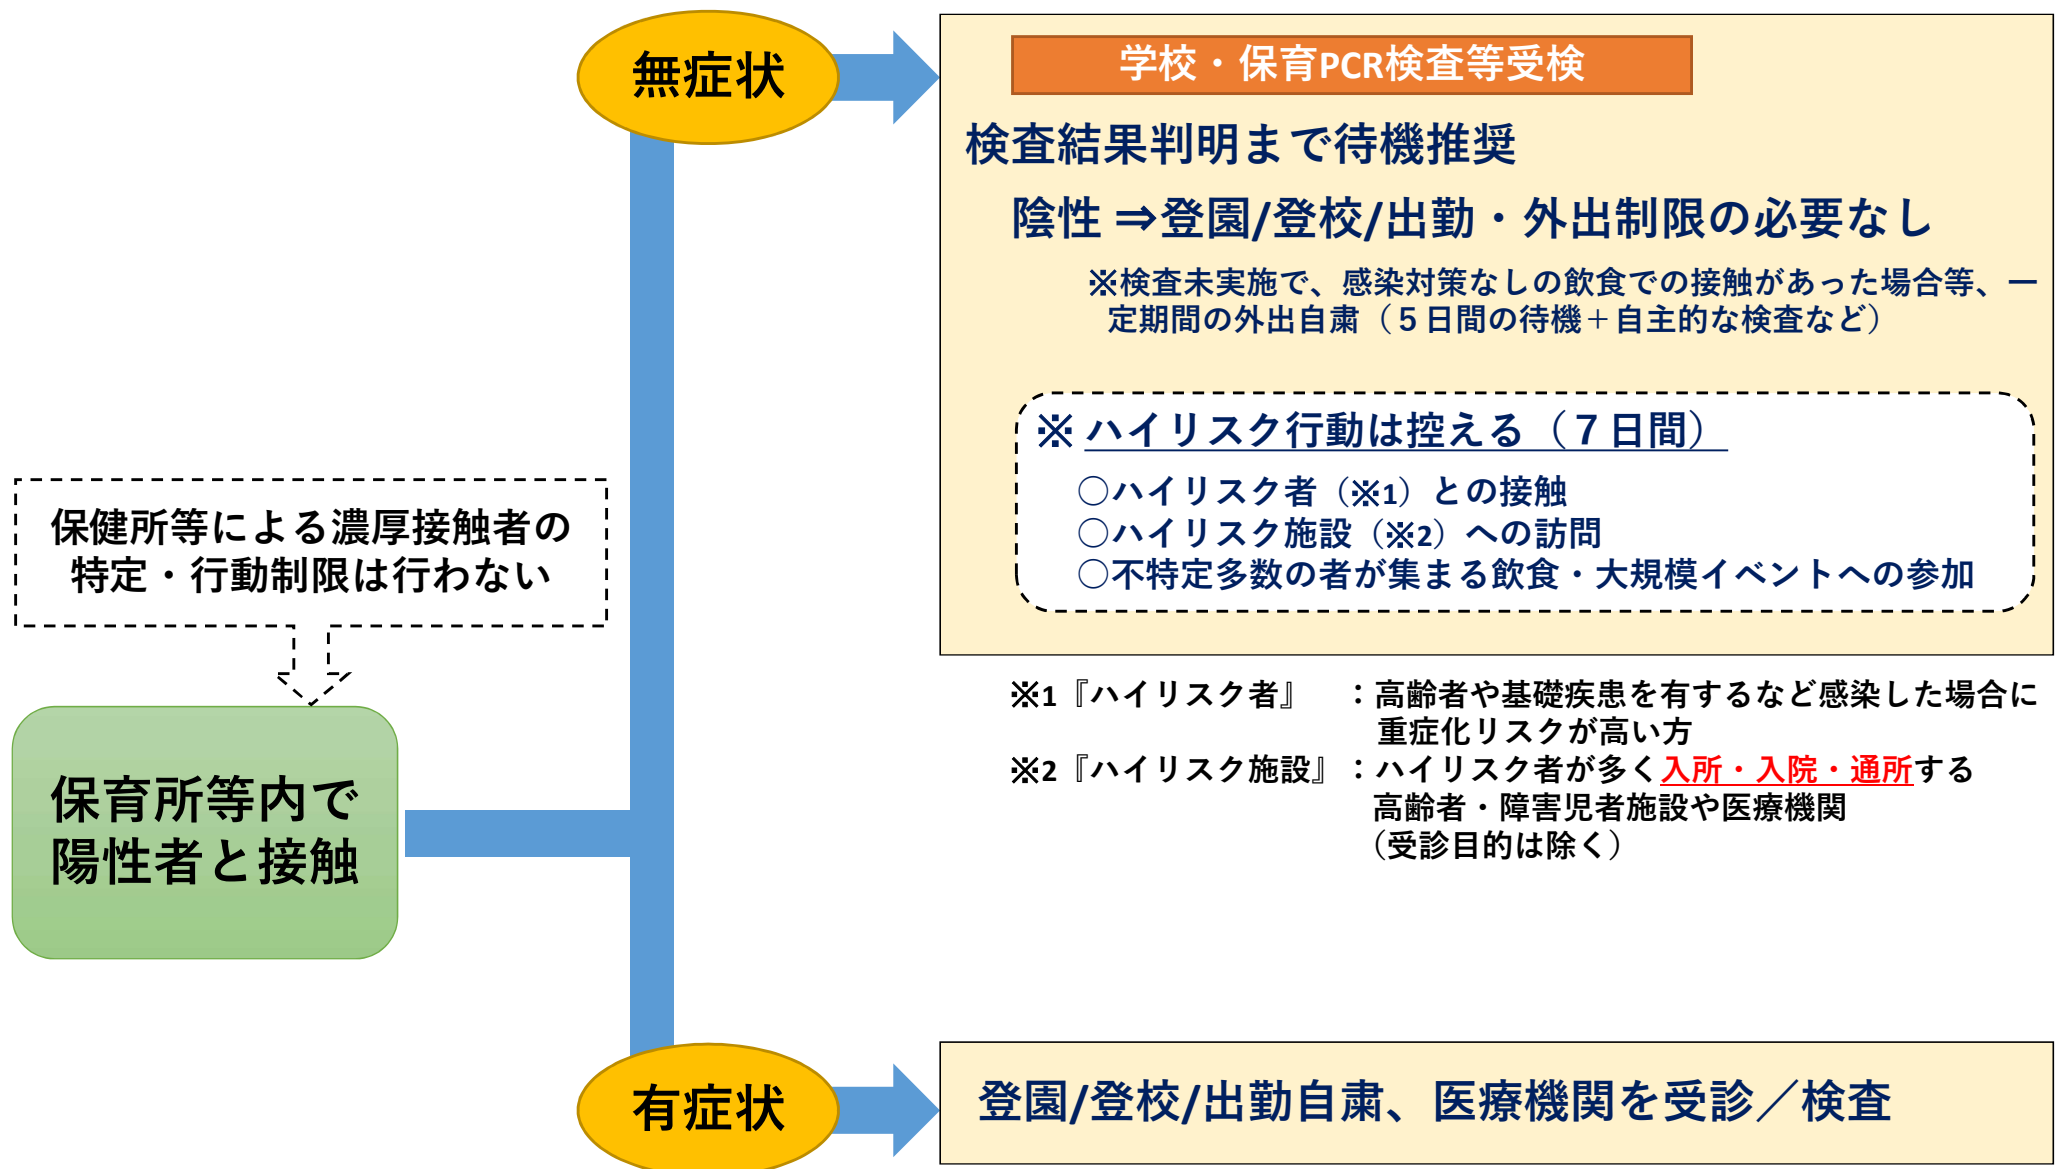 無症状
学校・保育PCR検査等受検
検査結果判明まで待機推奨
陰性 ⇒登園/登校/出勤・外出制限の必要なし
※検査未実施で、感染対策なしの飲食での接触があった場合等、一
定期間の外出自粛（５日間の待機＋自主的な検査など）
※ ハイリスク行動は控える（７日間）
○ハイリスク者（※1）との接触
○ハイリスク施設（※2）への訪問
○不特定多数の者が集まる飲食・大規模イベントへの参加
保健所等による濃厚接触者の
特定・行動制限は行わない
※1『ハイリスク者』　：高齢者や基礎疾患を有するなど感染した場合に
重症化リスクが高い方
※2『ハイリスク施設』：ハイリスク者が多く入所・入院・通所する
高齢者・障害児者施設や医療機関
（受診目的は除く）
保育所等内で
陽性者と接触
有症状
登園/登校/出勤自粛、医療機関を受診／検査